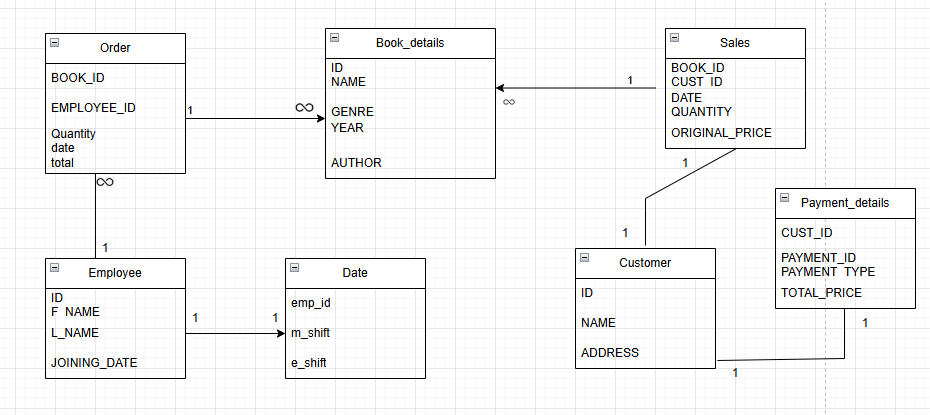 Order
BOOK_ID
EMPLOYEE_ID
Quantity
date
total
1
∞
Book_details
ID
NAME
GENRE
YEAR
AUTHOR
∞
1
Sales
BOOK_ID
CUST_ID
DATE
QUANTITY
ORIGINAL_PRICE
∞
1
1
1
Employee
ID
F_NAME
L_NAME
JOINING_DATE
1
1
Date
emp_id
m_shift
e_shift
Customer
ID
NAME
ADDRESS
Payment_details
CUST_ID
PAYMENT_ID
PAYMENT_TYPE
TOTAL_PRICE
1
1